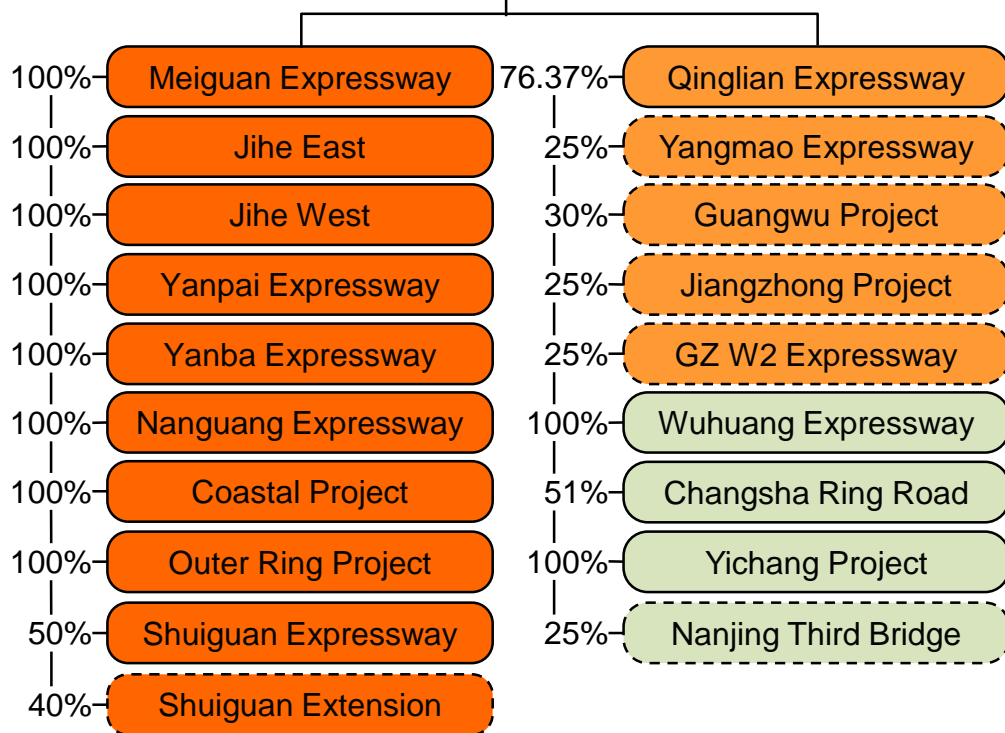 100% Meiguan Expressway
100% Jihe East
100% Jihe West
100% Yanpai Expressway
100% Yanba Expressway
100% Nanguang Expressway
100% Coastal Project
100% Outer Ring Project
50% Shuiguan Expressway
40% Shuiguan Extension
76.37% Qinglian Expressway
25% Yangmao Expressway
30% Guangwu Project
25% Jiangzhong Project
25% GZ W2 Expressway
100% Wuhuang Expressway
51% Changsha Ring Road
100% Yichang Project
25% Nanjing Third Bridge